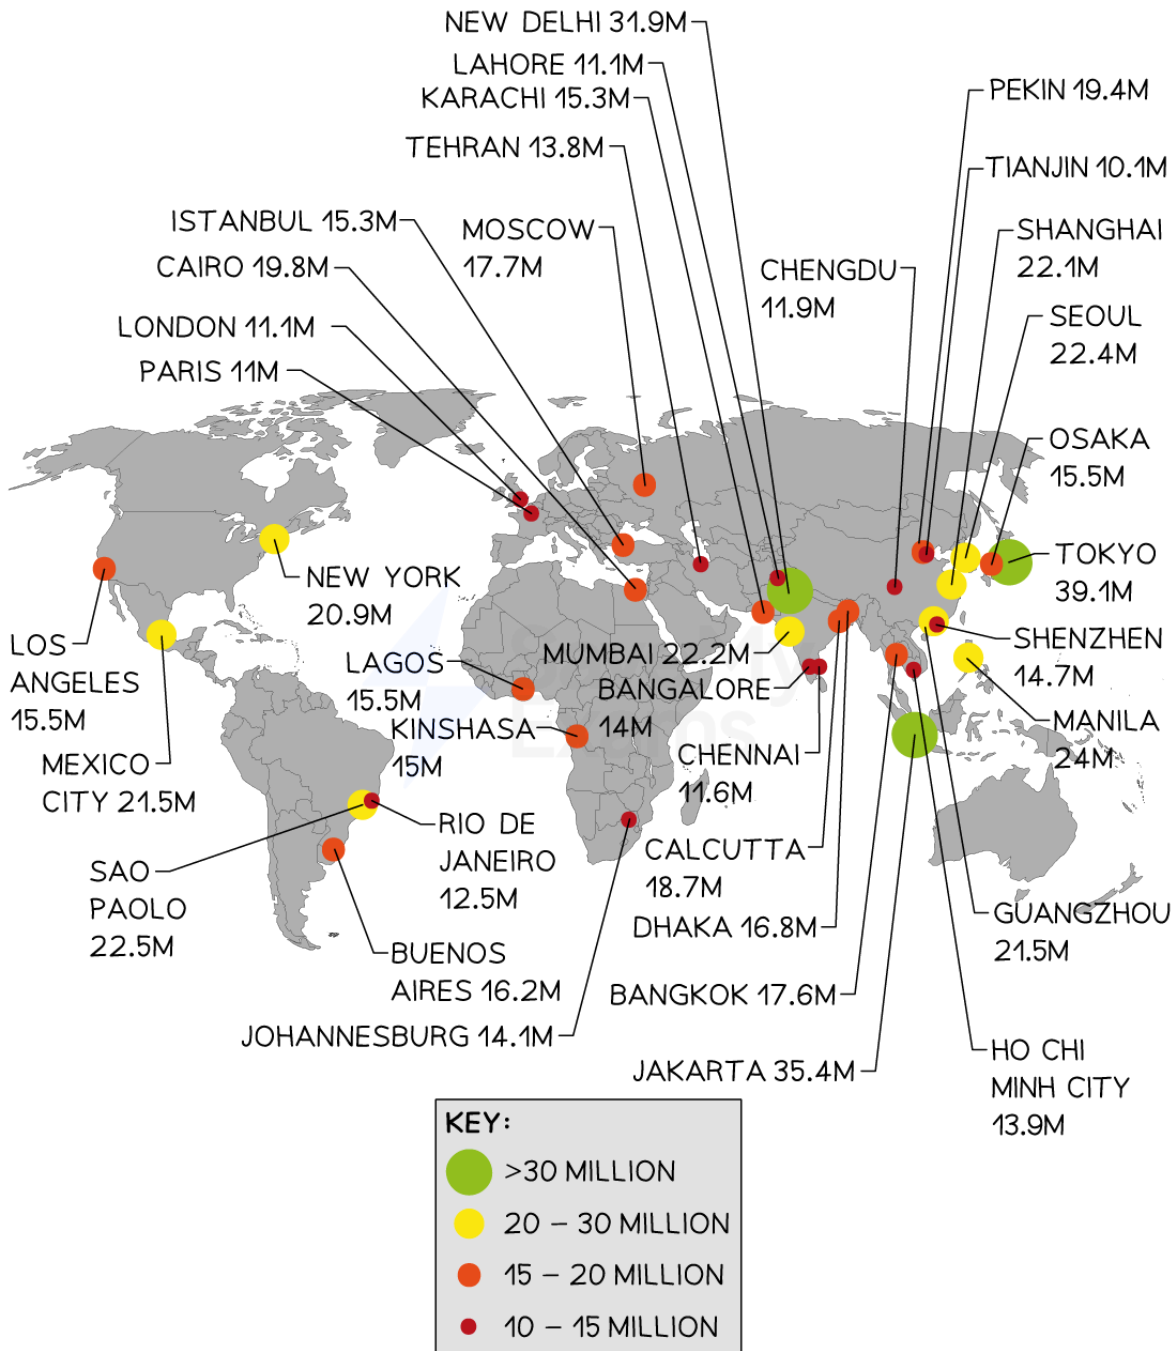 NEW DELHI 31.9M
LAHORE 11.1M
KARACHI 15.3M
TEHRAN 13.8M
PEKIN 19.4M
TIANJIN 10.1M
ISTANBUL 15.3M
MOSCOW
17.7M
SHANGHAI
22.1M
CAIRO 19.8M
CHENGDU
11.9M
LONDON 11.1M
SEOUL
22.4M
PARIS 11M
OSAKA
15.5M
TOKYO
39.1M
NEW YORK
20.9M
LOS
ANGELES
15.5M
LAGOS
15.5M
MUMBAI 22.2M
SHENZHEN
14.7M
BANGALORE
14M
KINSHASA
15M
MANILA
24M
CHENNAI
11.6M
MEXICO
CITY 21.5M
RIO DE
JANEIRO
12.5M
CALCUTTA
18.7M
SAO
PAOLO
22.5M
DHAKA 16.8M
GUANGZHOU
21.5M
BUENOS
AIRES 16.2M
BANGKOK 17.6M
JOHANNESBURG 14.1M
JAKARTA 35.4M
HO CHI
MINH CITY
13.9M
KEY:
>30 MILLION
20 – 30 MILLION
15 – 20 MILLION
10 – 15 MILLION